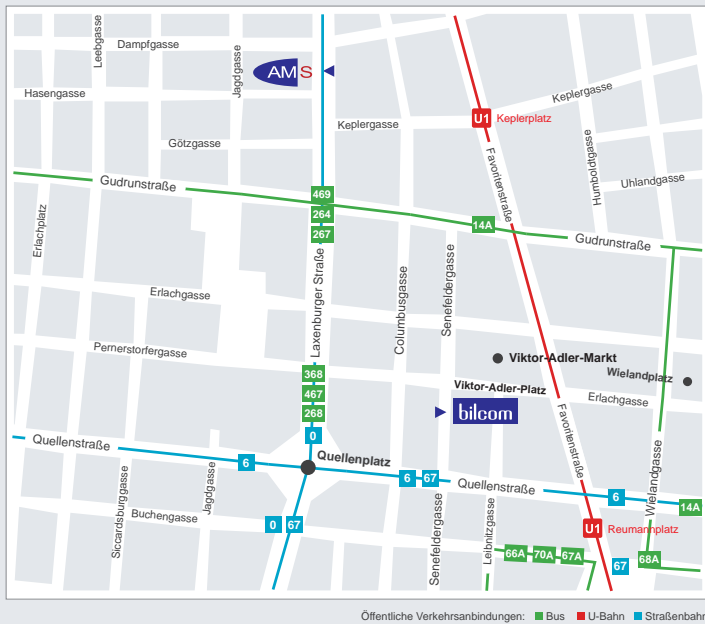 Leebgasse
Dampfgasse
Jagdgasse
AMS
Hasengasse
Keplergasse
Keplergasse
U1 Keplerplatz
Götzgasse
Favoritenstraße
Humboldtgasse
Uhlandgasse
Gudrunstraße
469
264
267
14A
Gudrunstraße
Erlachplatz
Laxenburger Straße
Columbusgasse
Senefeldergasse
Erlachgasse
Pernerstorfergasse
Viktor-Adler-Markt
Wielandplatz
368
467
268
0
Viktor-Adler-Platz
bilcom
Erlachgasse
Favoritenstraße
Wielandgasse
Quellenstraße
6
Quellenplatz
6 67
Quellenstraße
6
14A
Siccardsburggasse
Jagdgasse
Buchengasse
0 67
Senefeldergasse
Leibnitzgasse
U1 Reumannplatz
66A 70A 67A
67
68A
Öffentliche Verkehrsanbindungen: Bus U-Bahn Straßenbahn